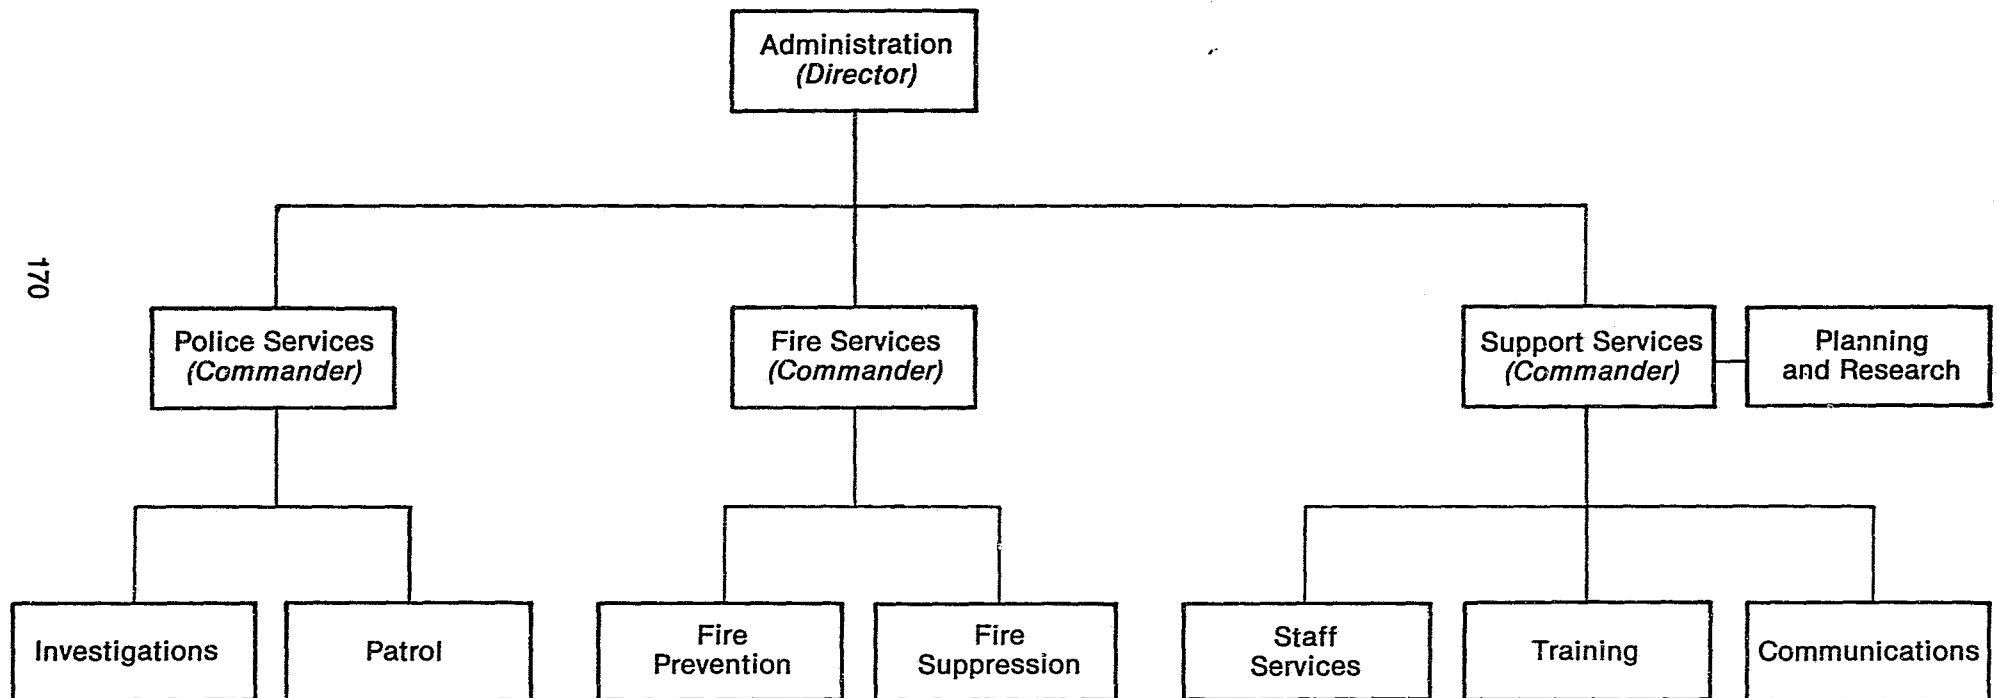 Administration
(Director)
170
Police Services
(Commander)
Fire Services
(Commander)
Support Services
(Commander)
Planning
and Research
Investigations
Patrol
Fire
Prevention
Fire
Suppression
Staff
Services
Training
Communications